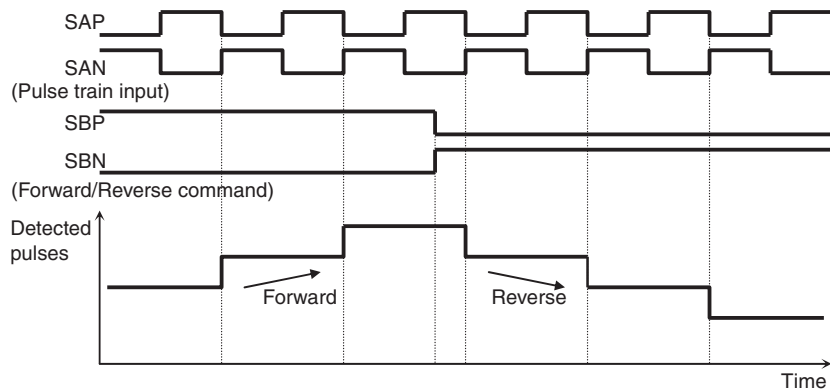 SAP
SAN
(Pulse train input)
SBP
SBN
(Forward/Reverse command)
Detected
pulses
Forward
Reverse
Time